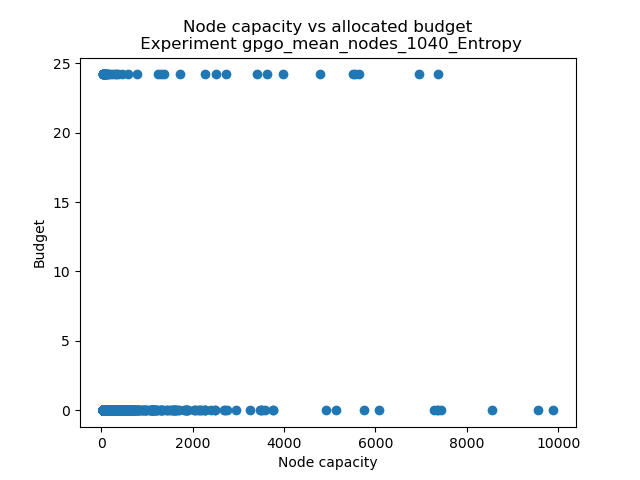 Node capacity vs allocated budget
Experiment gpgo_mean_nodes_1040_Entropy
25
20
15
10
5
0
Budget
0 2000 4000 6000 8000 10000
Node capacity